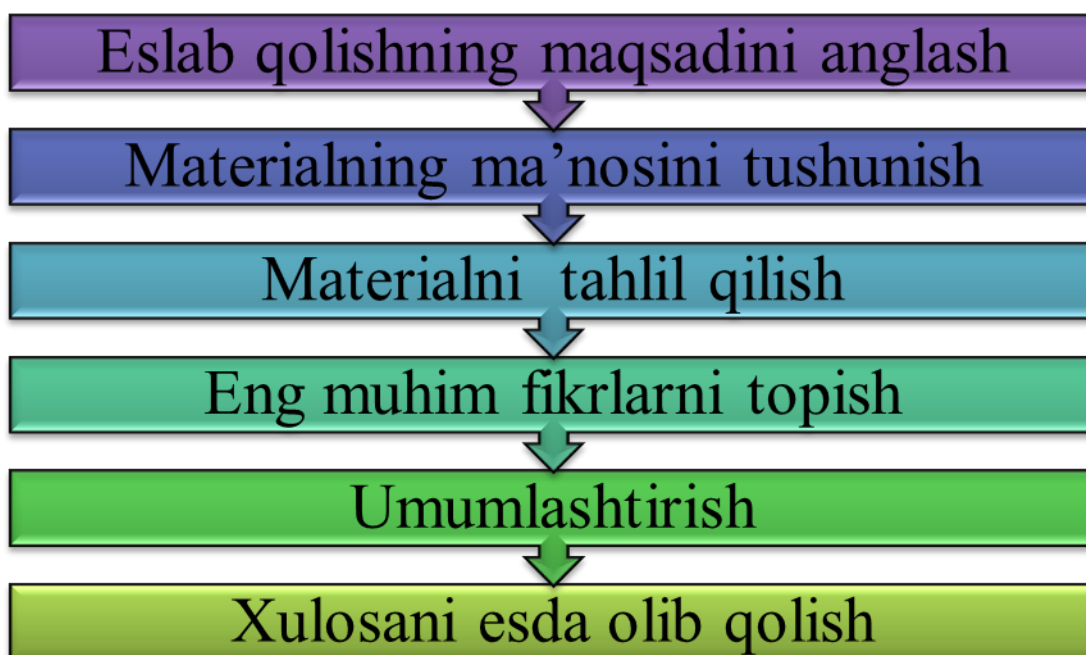 Eslab qolishning maqsadini anglash
Materialning ma’nosini tushunish
Materialni  tahlil qilish
Eng muhim fikrlarni topish
Umumlashtirish
Xulosani esda olib qolish